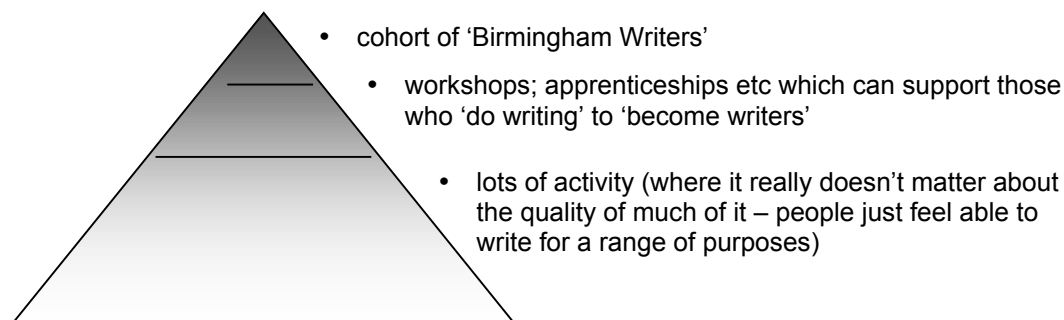 • cohort of ‘Birmingham Writers’
• workshops; apprenticeships etc which can support those
who ‘do writing’ to ‘become writers’
• lots of activity (where it really doesn’t matter about
the quality of much of it – people just feel able to
write for a range of purposes)